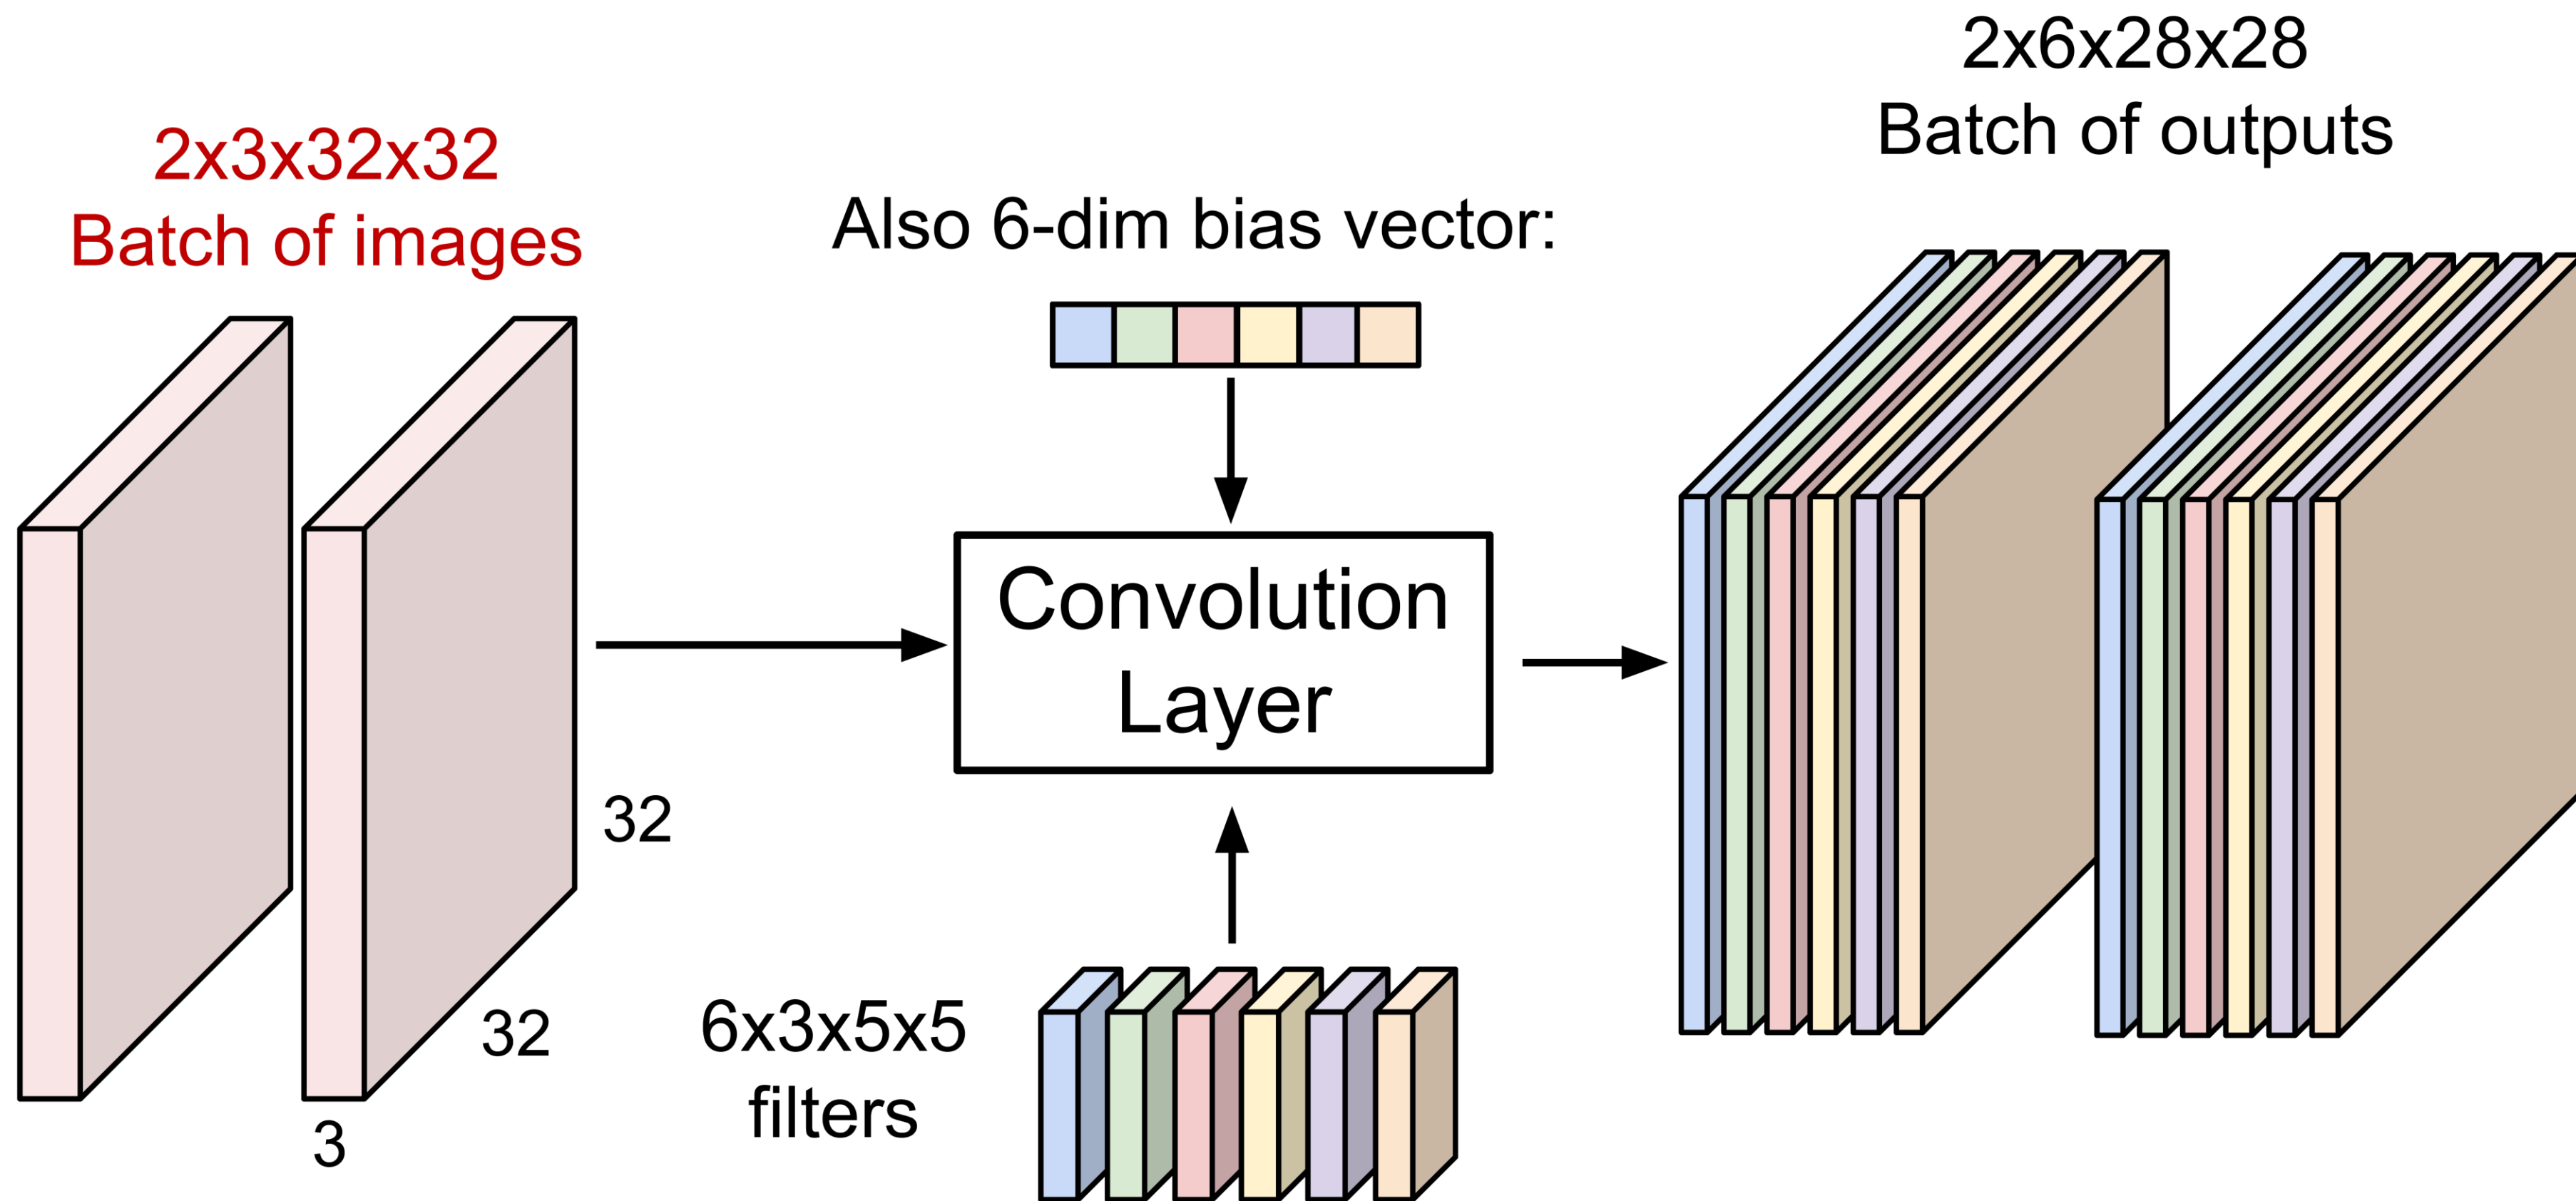 2x3x32x32
Batch of images
32
32
3
Also 6-dim bias vector:
Convolution
Layer
6x3x5x5
filters
2x6x28x28
Batch of outputs